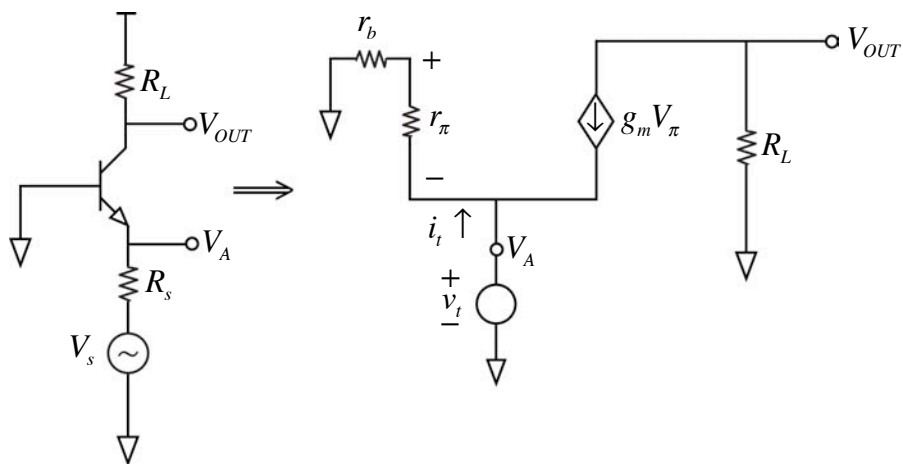 R_L
V_OUT
V_A
R_s
V_s
~
⇒
r_b
+
r_π
−
g_m V_π
V_OUT
R_L
i_t ↑
V_A
+
v_t
−